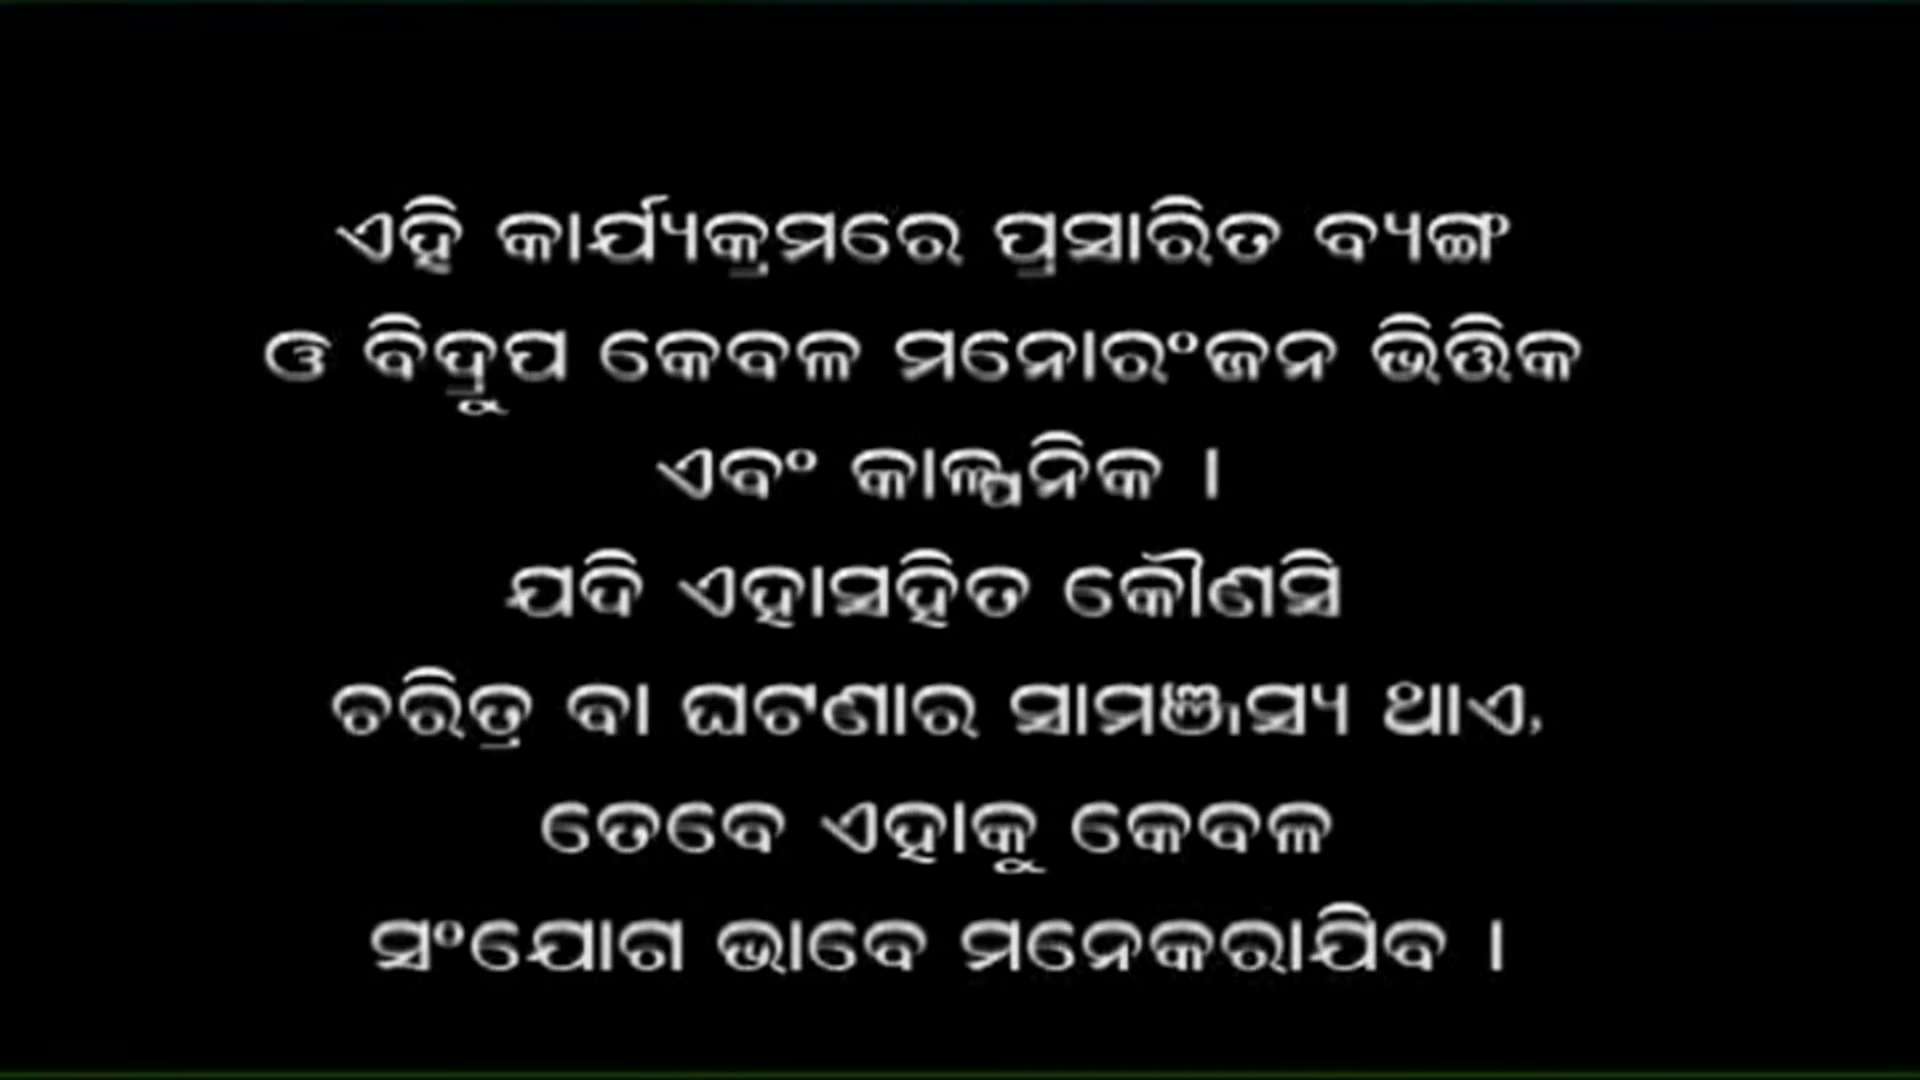 ଏହି କାର୍ଯ୍ୟକ୍ରମରେ ପ୍ରସାରିତ ବ୍ୟଙ୍ଗ
ଓ ବିଦ୍ରୁପ କେବଳ ମନୋରଂଜନ ଭିତ୍ତିକ
ଏବଂ କାଳ୍ପନିକ ।
ଯଦି ଏହାସହିତ କୌଣସି
ଚରିତ୍ର ବା ଘଟଣାର ସାମଞ୍ଜସ୍ୟ ଥାଏ,
ତେବେ ଏହାକୁ କେବଳ
ସଂଯୋଗ ଭାବେ ମନେକରାଯିବ ।